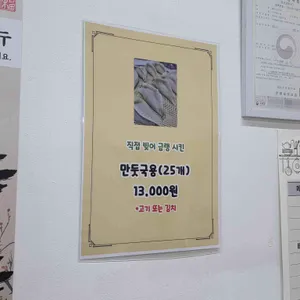 직접 빚어 급랭 시킨
만둣국용(25개)
13,000원
*고기 또는 김치